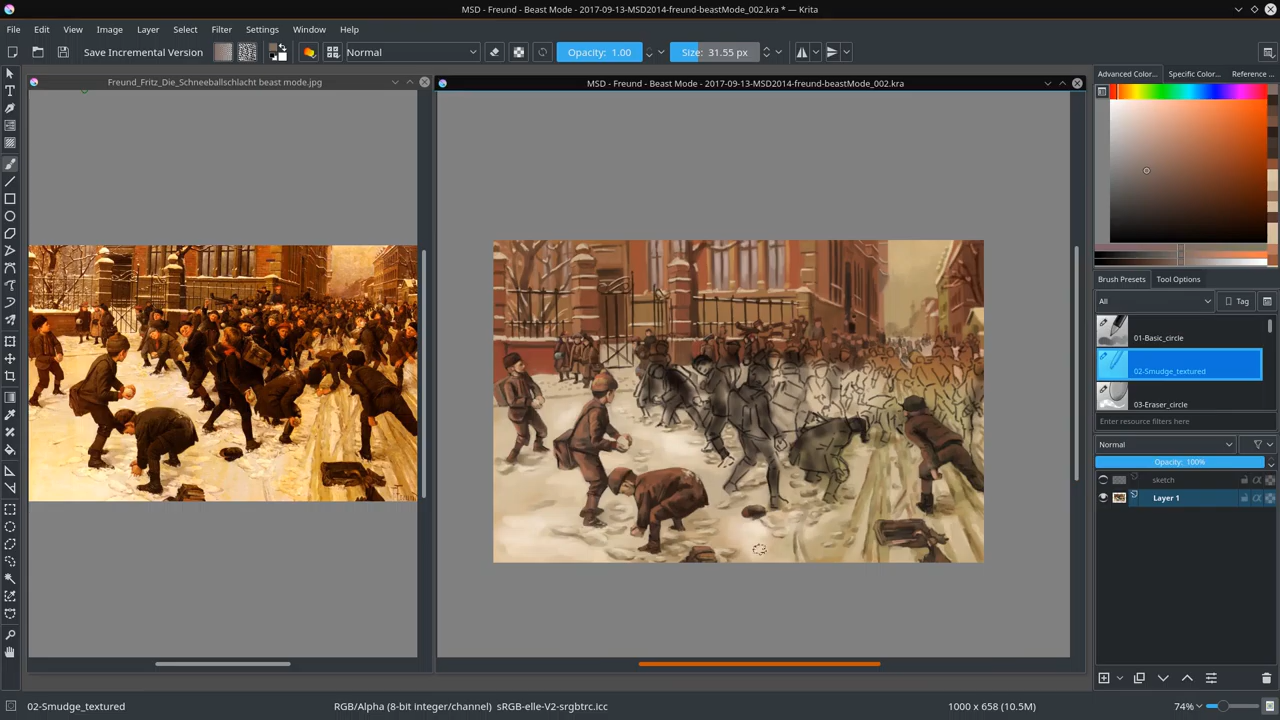 MSD - Freund - Beast Mode - 2017-09-13-MSD2014-freund-beastMode_002.kra * — Krita
File Edit View Image Layer Select Filter Settings Window Help
Save Incremental Version Normal Opacity: 1.00 Size: 31.55 px
Freund_Fritz_Die_Schneeballschlacht beast mode.jpg
MSD - Freund - Beast Mode - 2017-09-13-MSD2014-freund-beastMode_002.kra
Advanced Color... Specific Color... Reference ...
Brush Presets Tool Options
All Tag
01-Basic_circle
02-Smudge_textured
03-Eraser_circle
Enter resource filters here
Normal
Opacity: 100%
sketch
Layer 1
02-Smudge_textured RGB/Alpha (8-bit integer/channel) sRGB-elle-V2-srgbtrc.icc 1000 x 658 (10.5M) 74%